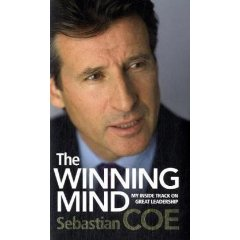 The
WINNING
MIND
MY INSIDE TRACK ON
GREAT LEADERSHIP
Sebastian COE